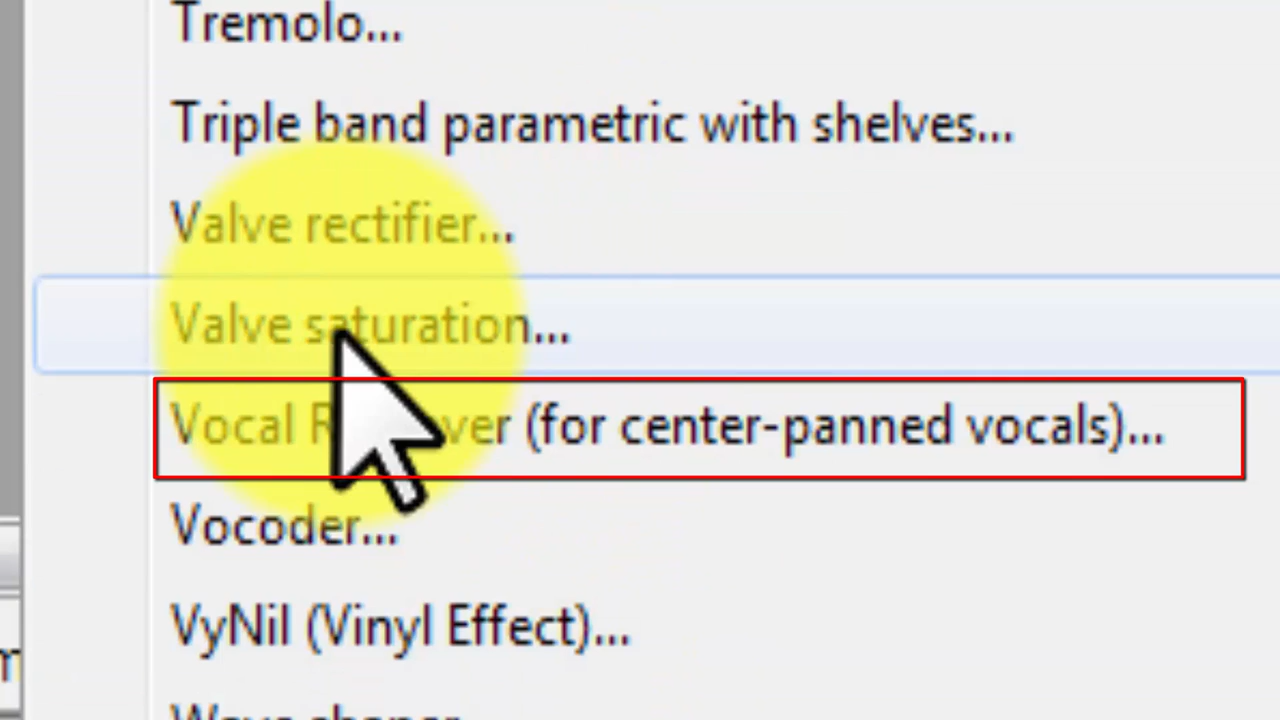 Tremolo...
Triple band parametric with shelves...
Valve rectifier...
Valve saturation...
Vocal (for center-panned vocals)...
Vocoder...
VyNil (Vinyl Effect)...